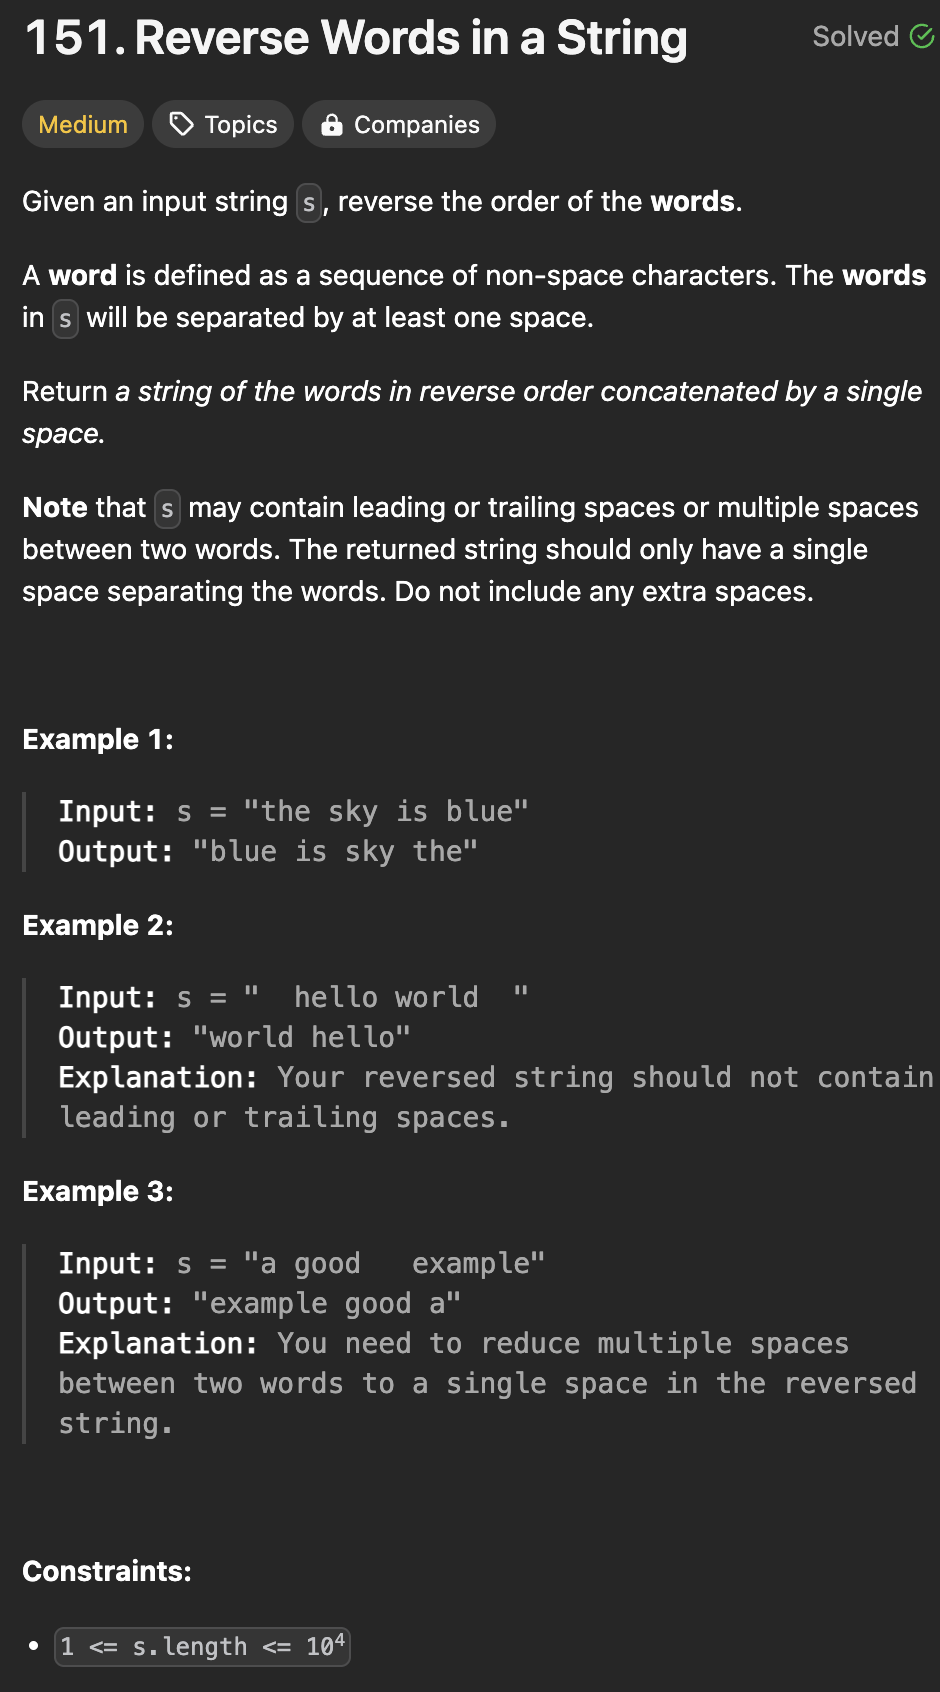 151. Reverse Words in a String
Solved
Medium
Topics
Companies
Given an input string s, reverse the order of the words.
A word is defined as a sequence of non-space characters. The words
in s will be separated by at least one space.
Return a string of the words in reverse order concatenated by a single
space.
Note that s may contain leading or trailing spaces or multiple spaces
between two words. The returned string should only have a single
space separating the words. Do not include any extra spaces.
Example 1:
Input: s = "the sky is blue"
Output: "blue is sky the"
Example 2:
Input: s = "  hello world  "
Output: "world hello"
Explanation: Your reversed string should not contain
leading or trailing spaces.
Example 3:
Input: s = "a good   example"
Output: "example good a"
Explanation: You need to reduce multiple spaces
between two words to a single space in the reversed
string.
Constraints:
• 1 <= s.length <= 10⁴